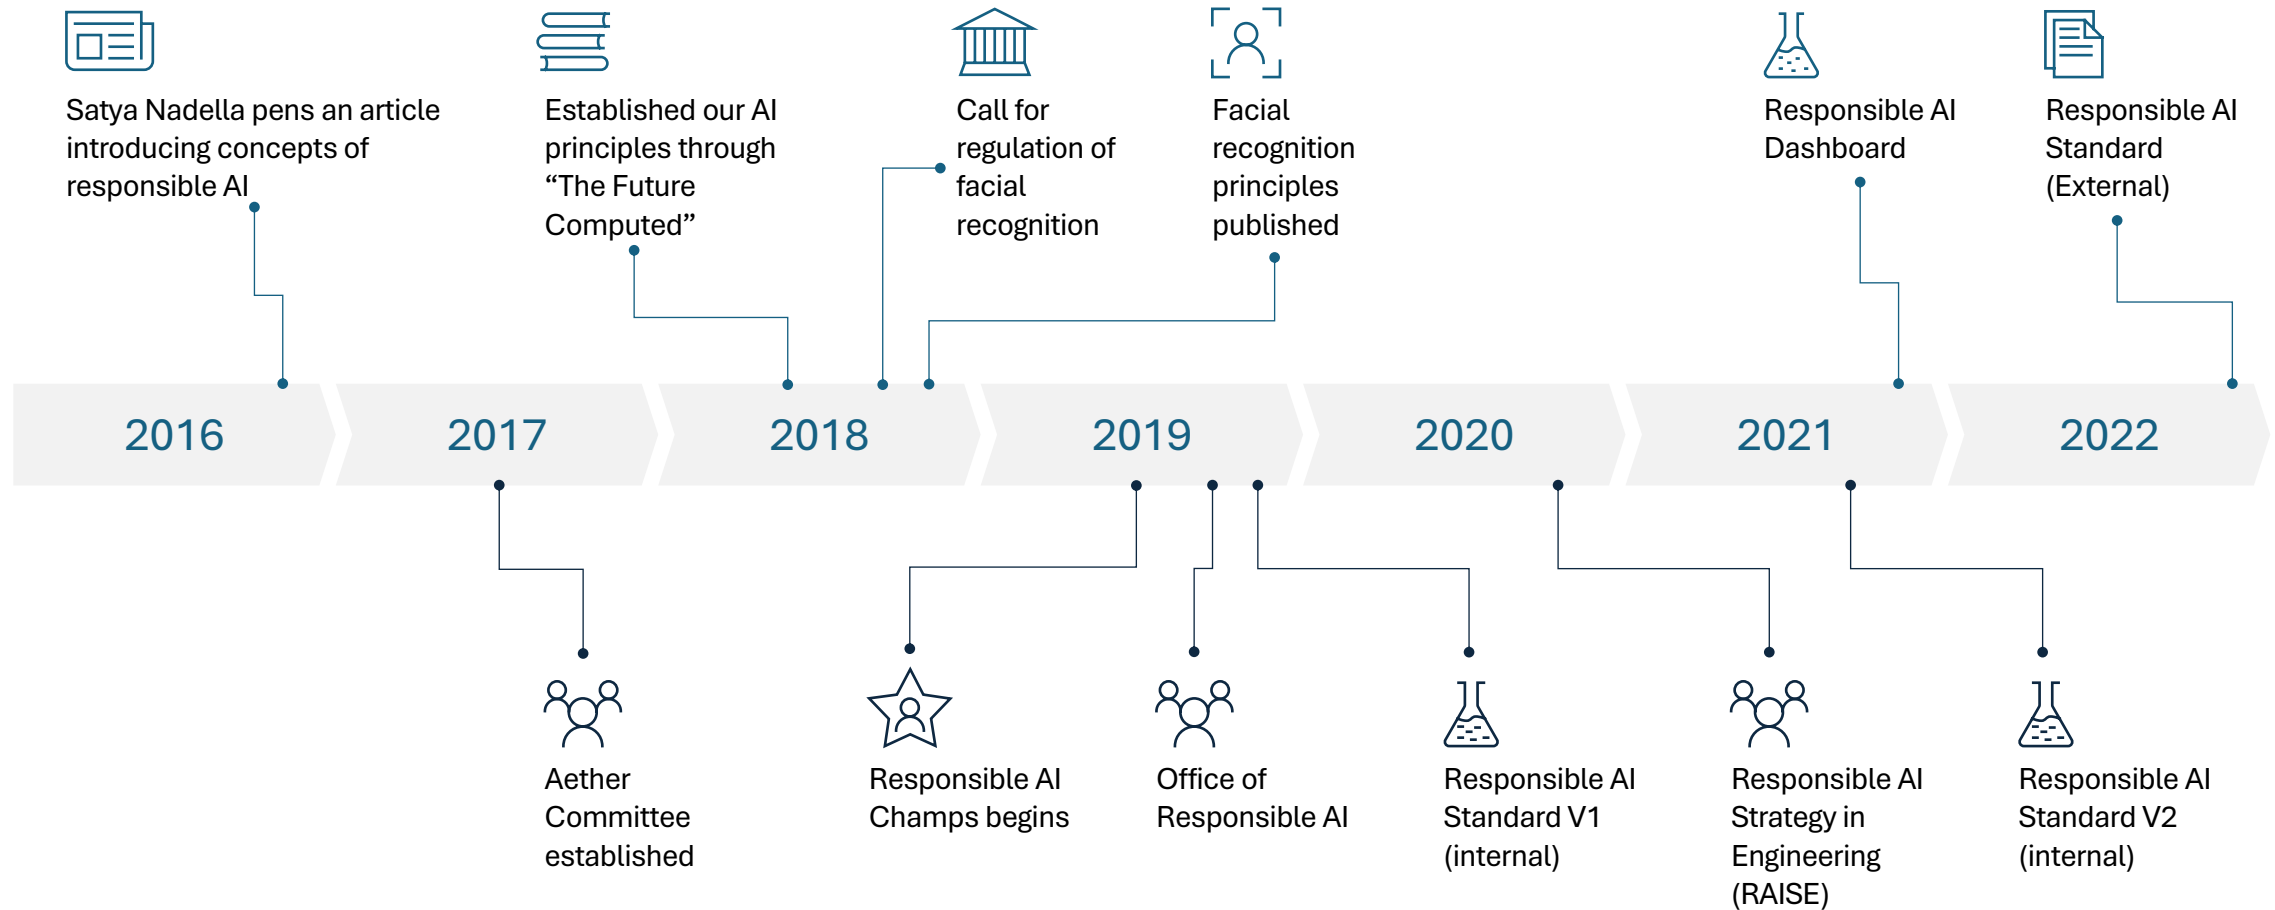 Satya Nadella pens an article
introducing concepts of
responsible AI
Established our AI
principles through
“The Future
Computed”
Call for
regulation of
facial
recognition
Facial
recognition
principles
published
Responsible AI
Dashboard
Responsible AI
Standard
(External)
2016
2017
2018
2019
2020
2021
2022
Aether
Committee
established
Responsible AI
Champs begins
Office of
Responsible AI
Responsible AI
Standard V1
(internal)
Responsible AI
Strategy in
Engineering
(RAISE)
Responsible AI
Standard V2
(internal)